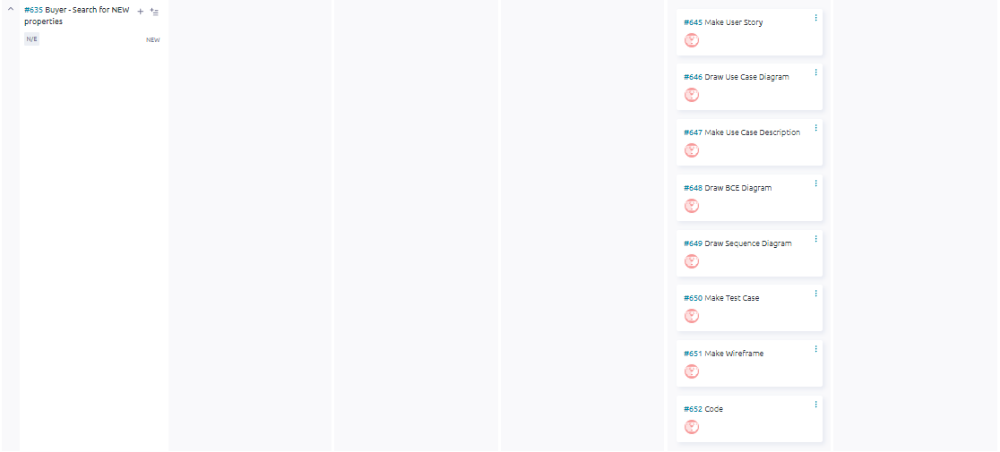 #635 Buyer - Search for NEW
properties
N/E
NEW
#645 Make User Story
#646 Draw Use Case Diagram
#647 Make Use Case Description
#648 Draw BCE Diagram
#649 Draw Sequence Diagram
#650 Make Test Case
#651 Make Wireframe
#652 Code